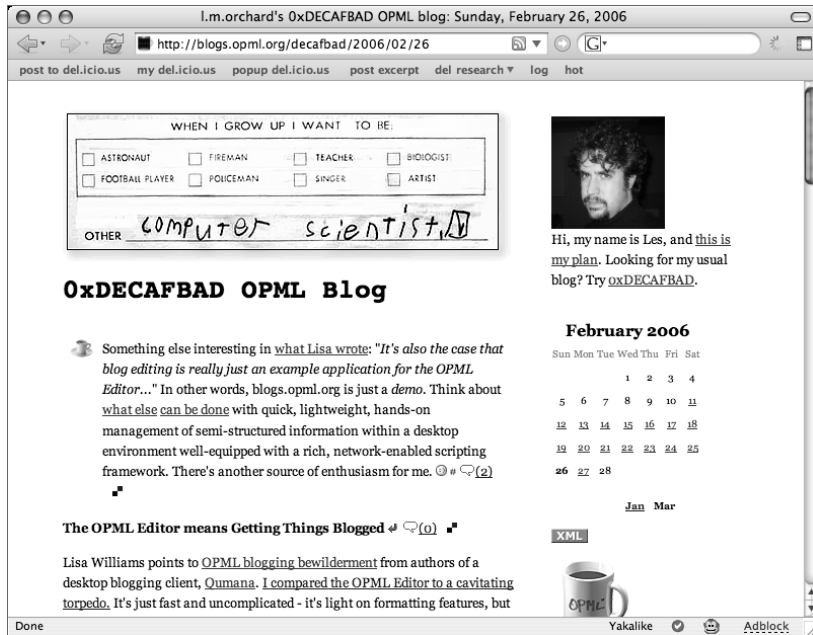 l.m.orchard's 0xDECAFBAD OPML blog: Sunday, February 26, 2006
http://blogs.opml.org/decafbad/2006/02/26
G
post to del.icio.us my del.icio.us popup del.icio.us post excerpt del research ▾ log hot
WHEN I GROW UP I WANT TO BE:
ASTRONAUT FIREMAN TEACHER BIOLOGIST
FOOTBALL PLAYER POLICEMAN SINGER ARTIST
OTHER computer scientist,
0xDECAFBAD OPML Blog
Something else interesting in what Lisa wrote: "It's also the case that
blog editing is really just an example application for the OPML
Editor..." In other words, blogs.opml.org is just a demo. Think about
what else can be done with quick, lightweight, hands-on
management of semi-structured information within a desktop
environment well-equipped with a rich, network-enabled scripting
framework. There's another source of enthusiasm for me. # (2)
The OPML Editor means Getting Things Blogged (0)
Lisa Williams points to OPML blogging bewilderment from authors of a
desktop blogging client, Qumana. I compared the OPML Editor to a cavitating
torpedo. It's just fast and uncomplicated - it's light on formatting features, but
Hi, my name is Les, and this is
my plan. Looking for my usual
blog? Try 0xDECAFBAD.
February 2006
Sun Mon Tue Wed Thu Fri Sat
1 2 3 4
5 6 7 8 9 10 11
12 13 14 15 16 17 18
19 20 21 22 23 24 25
26 27 28
Jan Mar
XML
OPML
Done Yakalike Adblock